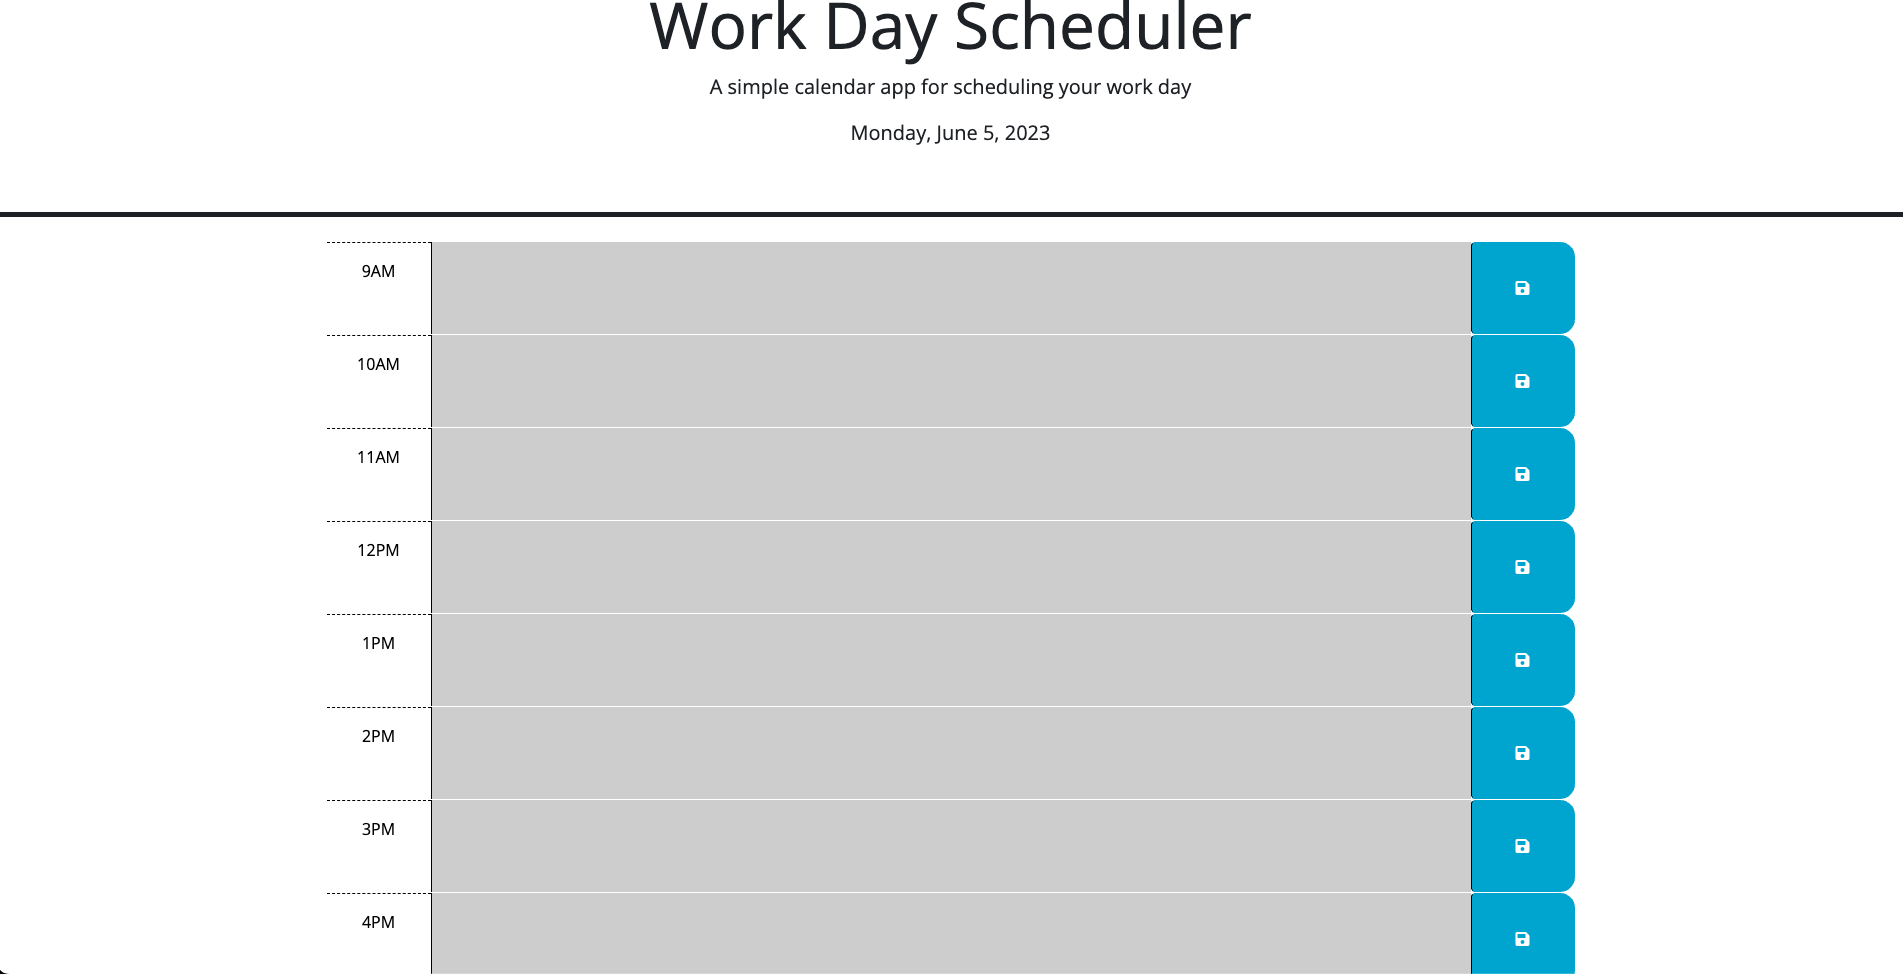 Work Day Scheduler
A simple calendar app for scheduling your work day
Monday, June 5, 2023
9AM
10AM
11AM
12PM
1PM
2PM
3PM
4PM